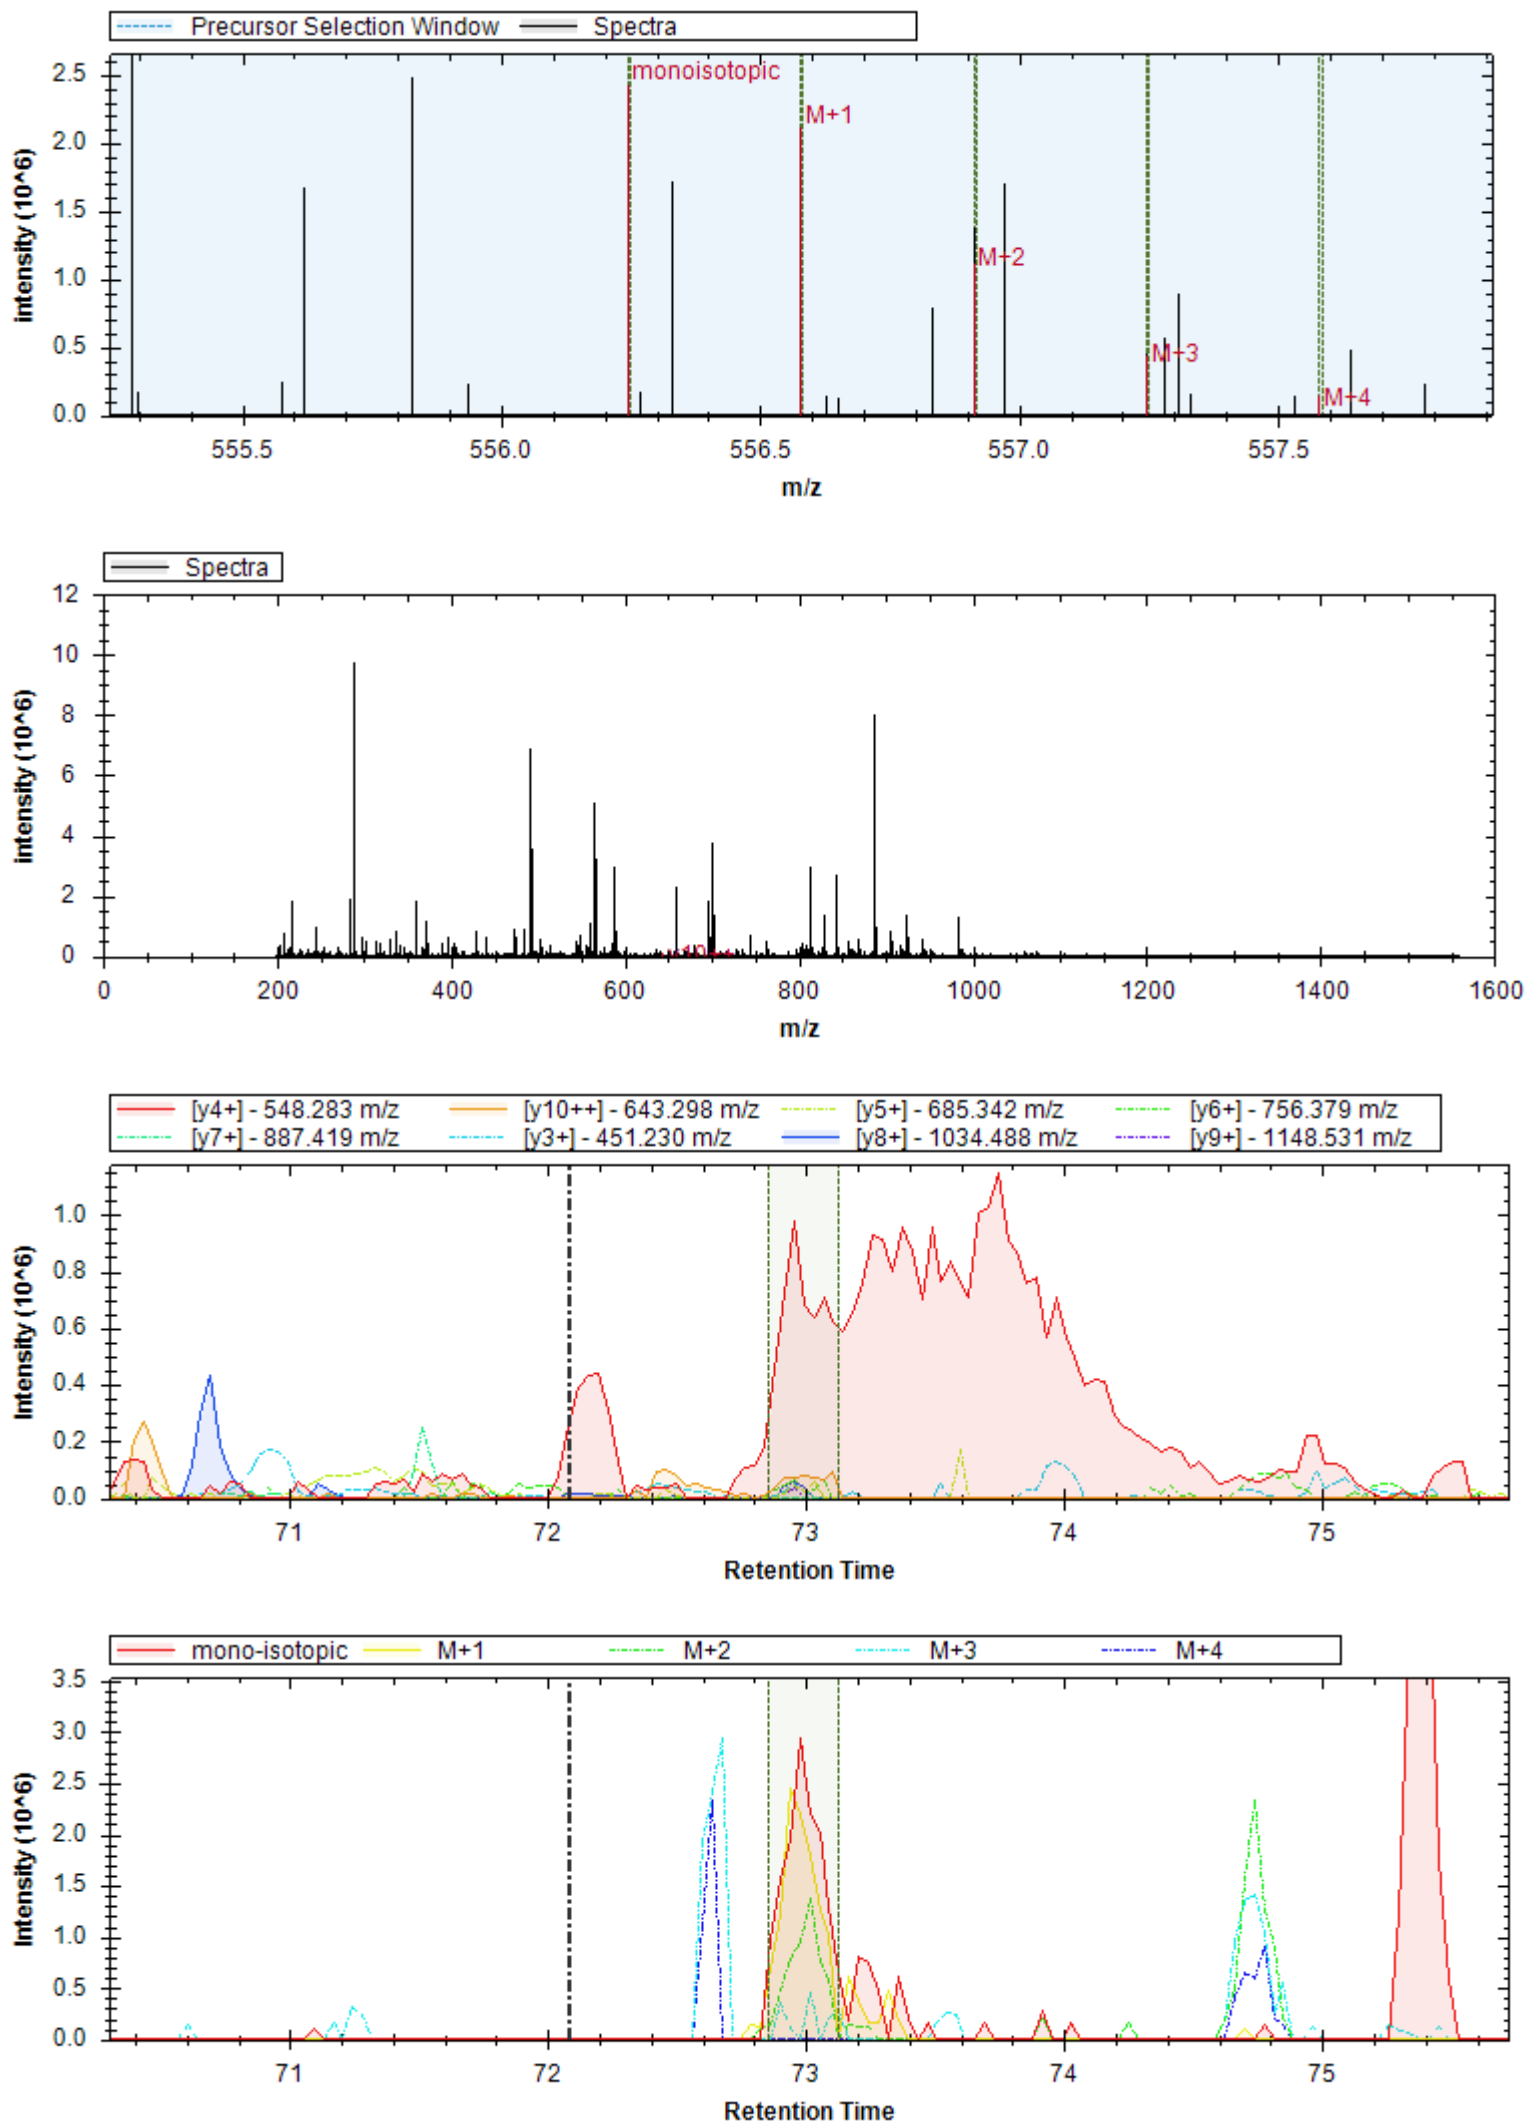 Precursor Selection Window Spectra
2.5
2.0
1.5
1.0
0.5
0.0
intensity (10^6)
monoisotopic
M+1
M+2
M+3
M+4
555.5 556.0 556.5 557.0 557.5
m/z
Spectra
12
10
8
6
4
2
0
intensity (10^6)
0 200 400 600 800 1000 1200 1400 1600
m/z
[y4+] - 548.283 m/z [y10++] - 643.298 m/z [y5+] - 685.342 m/z [y6+] - 756.379 m/z
[y7+] - 887.419 m/z [y3+] - 451.230 m/z [y8+] - 1034.488 m/z [y9+] - 1148.531 m/z
1.0
0.8
0.6
0.4
0.2
0.0
Intensity (10^6)
71 72 73 74 75
Retention Time
mono-isotopic M+1 M+2 M+3 M+4
3.5
3.0
2.5
2.0
1.5
1.0
0.5
0.0
Intensity (10^6)
71 72 73 74 75
Retention Time